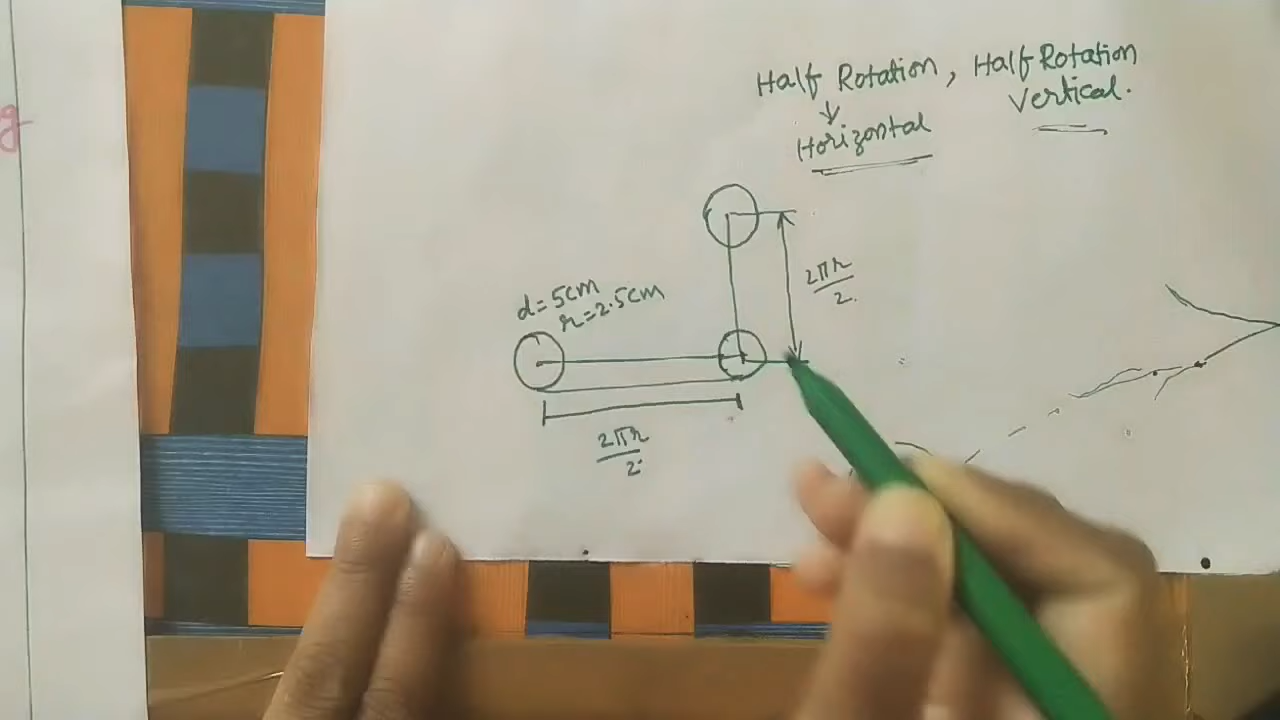 g
Half Rotation, Half Rotation
↓
Horizontal
Vertical.
2πr
2.
d=5cm
r=2.5cm
2πr
2.